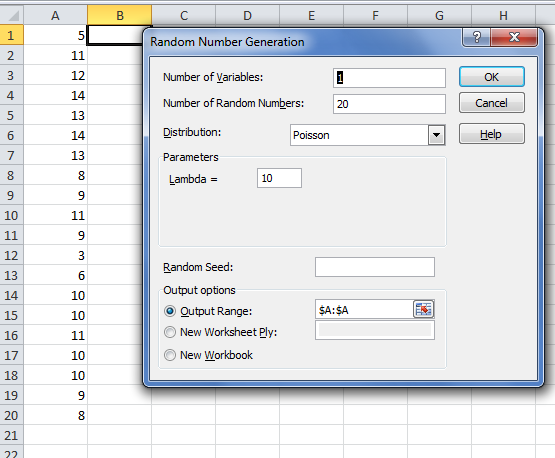 A B C D E F G H
1 5
2 11
3 12
4 14
5 13
6 14
7 13
8 8
9 9
10 11
11 9
12 3
13 6
14 10
15 10
16 11
17 10
18 10
19 9
20 8
21
22
Random Number Generation ?
Number of Variables: 1 OK
Number of Random Numbers: 20 Cancel
Distribution: Poisson Help
Parameters
Lambda = 10
Random Seed:
Output options
Output Range: $A:$A
New Worksheet Ply:
New Workbook